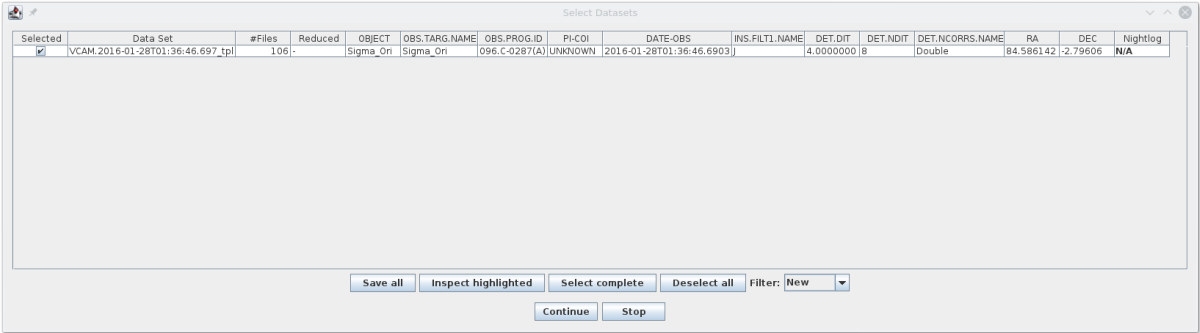 Select Datasets
Selected Data Set #Files Reduced OBJECT OBS.TARG.NAME OBS.PROG.ID PI-COI DATE-OBS INS.FILT1.NAME DET.DIT DET.NDIT DET.NCORRS.NAME RA DEC Nightlog
VCAM.2016-01-28T01:36:46.697_tpl 106 - Sigma_Ori Sigma_Ori 096.C-0287(A) UNKNOWN 2016-01-28T01:36:46.6903 J 4.0000000 8 Double 84.586142 -2.79606 N/A
Save all Inspect highlighted Select complete Deselect all Filter: New
Continue Stop